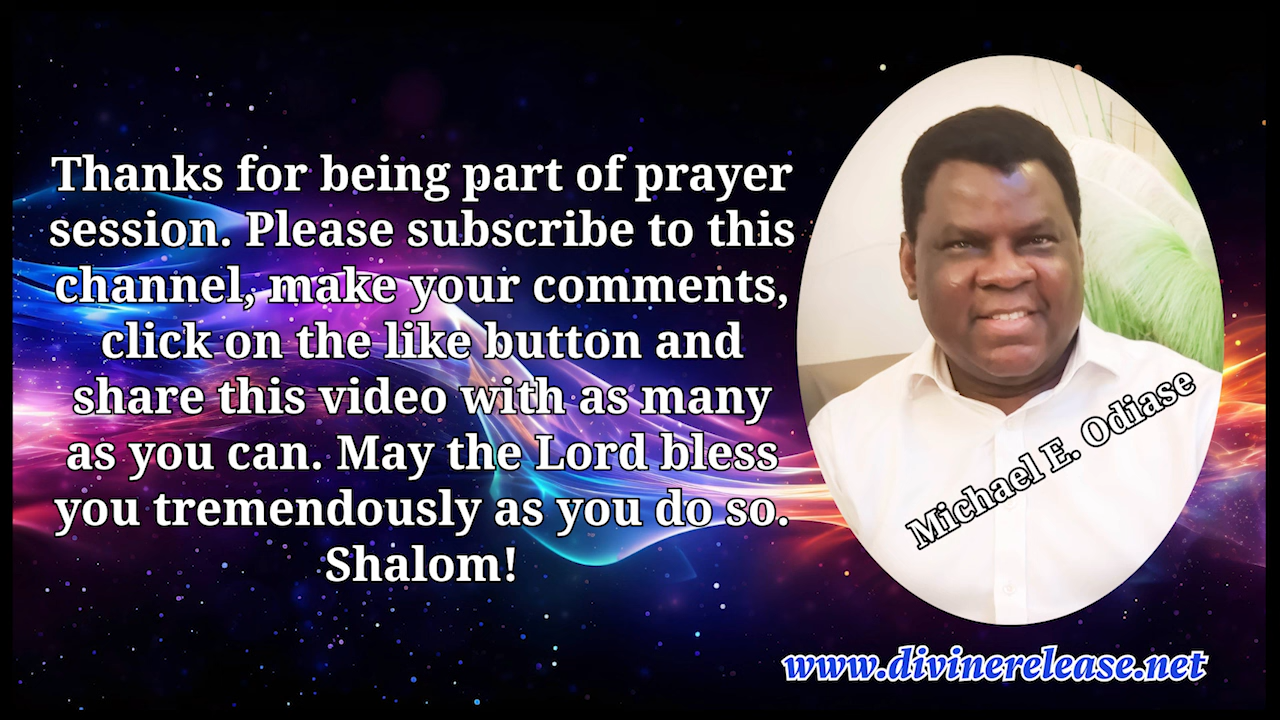 Thanks for being part of prayer
session. Please subscribe to this
channel, make your comments,
click on the like button and
share this video with as many
as you can. May the Lord bless
you tremendously as you do so.
Shalom!
Michael E. Odiase
www.divinerelease.net